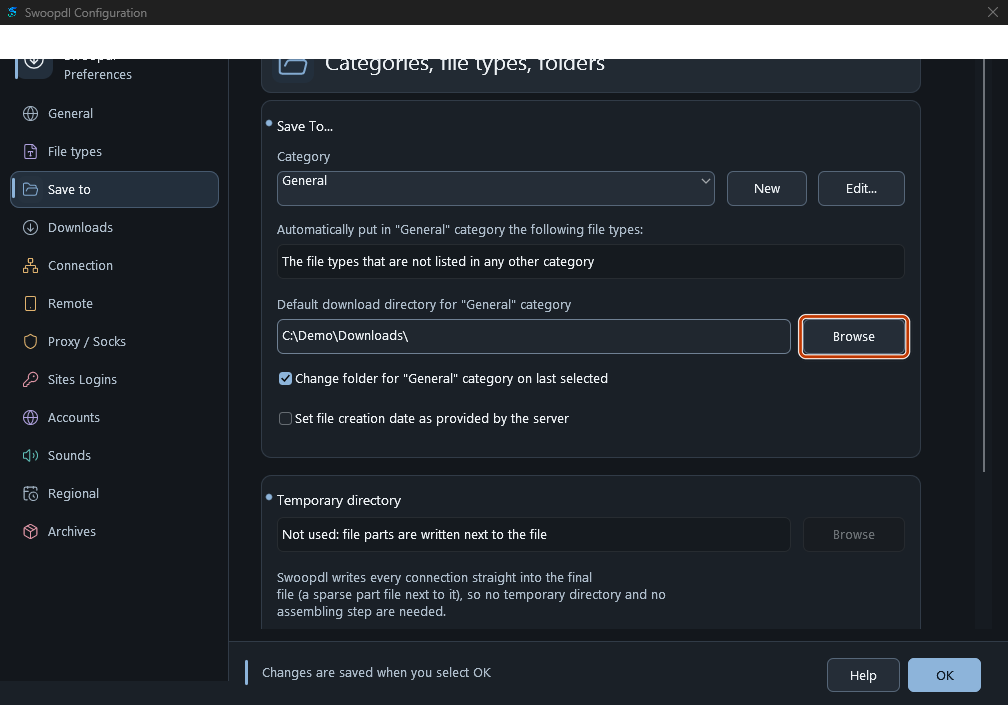 Swoopdl Configuration
Preferences
General
File types
Save to
Downloads
Connection
Remote
Proxy / Socks
Sites Logins
Accounts
Sounds
Regional
Archives
Categories, file types, folders
Save To...
Category
General
New
Edit...
Automatically put in "General" category the following file types:
The file types that are not listed in any other category
Default download directory for "General" category
C:\Demo\Downloads\
Browse
Change folder for "General" category on last selected
Set file creation date as provided by the server
Temporary directory
Not used: file parts are written next to the file
Browse
Swoopdl writes every connection straight into the final
file (a sparse part file next to it), so no temporary directory and no
assembling step are needed.
Changes are saved when you select OK
Help
OK